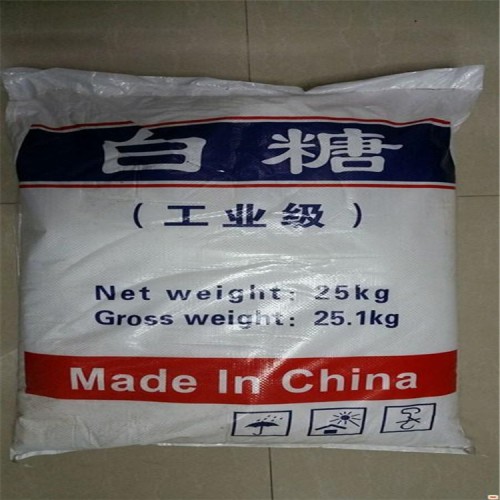 白糖
（工业级）
Net weight: 25kg
Gross weight: 25.1kg
Made In China